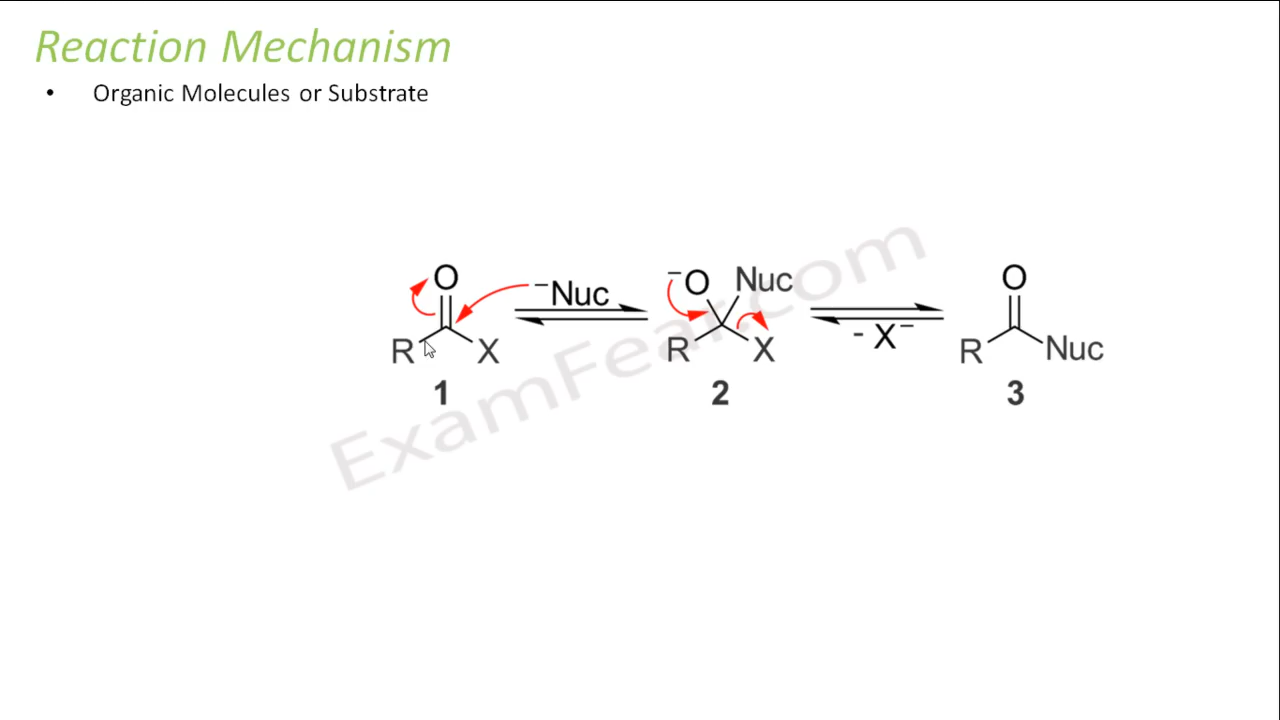 Reaction Mechanism
• Organic Molecules or Substrate
O
R X
1
⁻Nuc
⁻O Nuc
R X
2
- X⁻
O
R Nuc
3
ExamFear.com